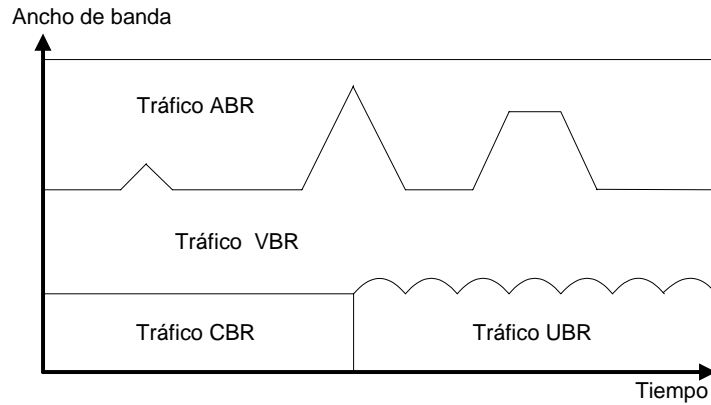 Ancho de banda
Tráfico ABR
Tráfico VBR
Tráfico CBR
Tráfico UBR
Tiempo